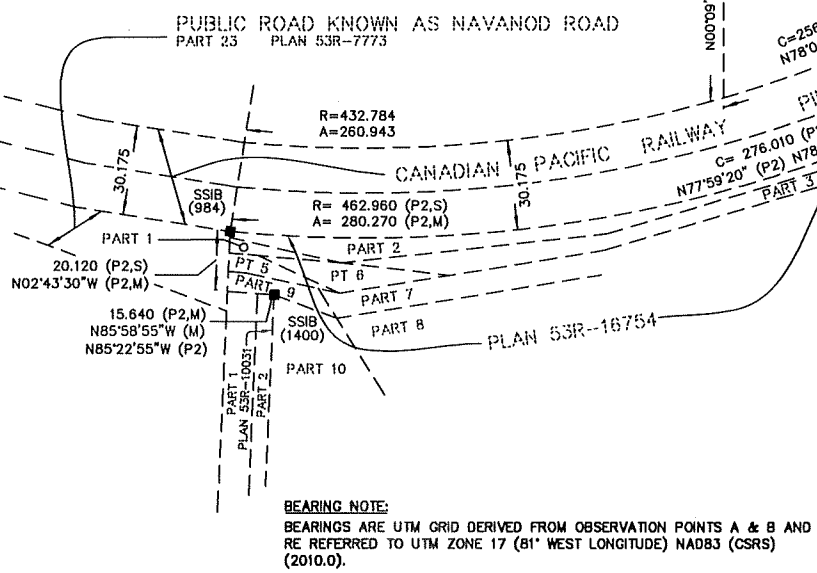 PUBLIC ROAD KNOWN AS NAVANOD ROAD
PART 23 PLAN 53R-7773
60.00N
C=256
N78°0
R=432.784
A=260.943
30.175
CANADIAN PACIFIC RAILWAY
30.175
C= 276.010 (P
N77°59'20" (P2) N78
PART 3
SSIB
(984)
R= 462.960 (P2,S)
A= 280.270 (P2,M)
PART 1
PART 2
20.120 (P2,S)
N02°43'30"W (P2,M)
PT 5
PT 6
PART 9
PART 7
15.640 (P2,M)
N85°58'55"W (M)
N85°22'55"W (P2)
SSIB
(1400)
PART 8
PLAN 53R--16754
PART 10
PART 1
PLAN 53R-10031
PART 2
BEARING NOTE:
BEARINGS ARE UTM GRID DERIVED FROM OBSERVATION POINTS A & B AND
RE REFERRED TO UTM ZONE 17 (81° WEST LONGITUDE) NAD83 (CSRS)
(2010.0).